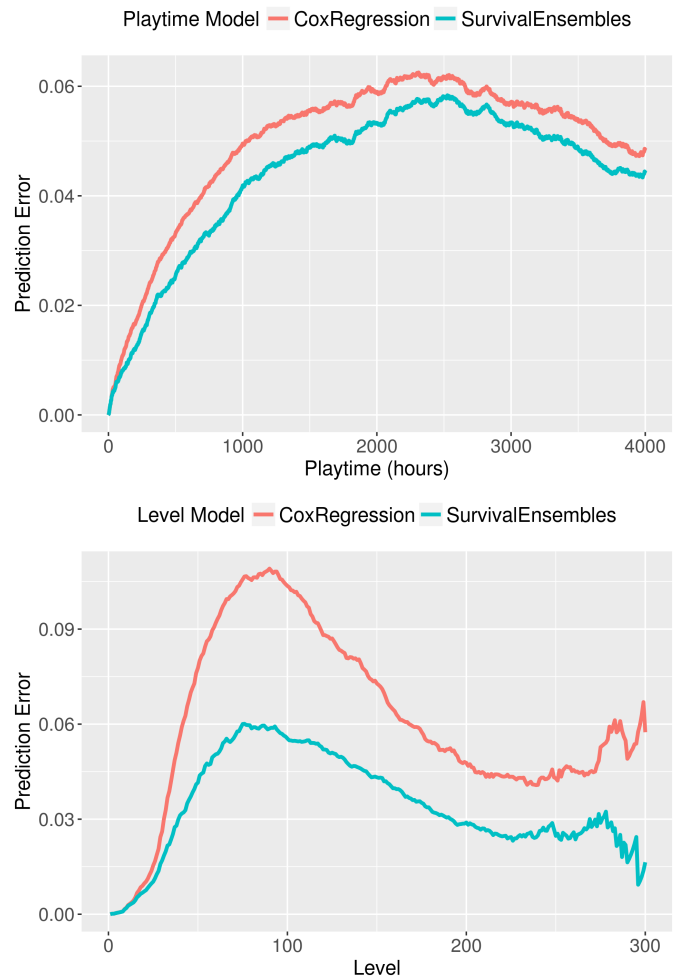 Playtime Model CoxRegression SurvivalEnsembles
Prediction Error
0.06
0.04
0.02
0.00
0 1000 2000 3000 4000
Playtime (hours)
Level Model CoxRegression SurvivalEnsembles
Prediction Error
0.09
0.06
0.03
0.00
0 100 200 300
Level